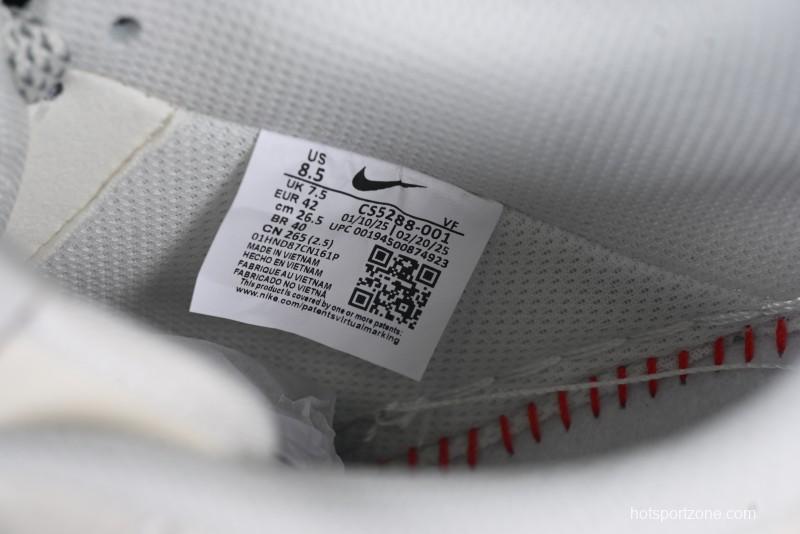 US
8.5
UK 7.5
EUR 42
cm 26.5
BR 40
CN 265 (2.5)
01HND87CN161P
MADE IN VIETNAM
HECHO EN VIETNAM
FABRIQUE AU VIETNAM
FABRICADO NO VIETNÃ
This product is covered by one or more patents:
www.nike.com/patentsvirtualmarking
CS5288-001 VF
01/10/25 | 02/20/25
UPC 00194500874923
hotsportzone.com